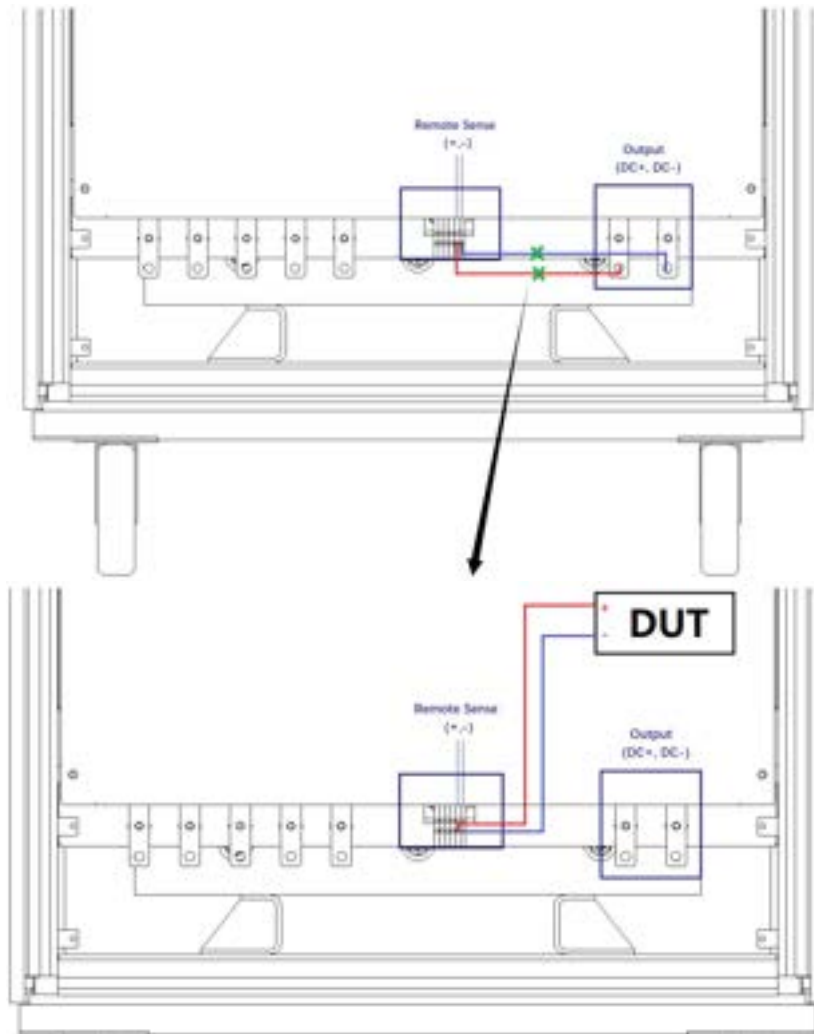 Remote Sense
(+,-)
Output
(DC+, DC-)
+
-
DUT
Remote Sense
(+,-)
Output
(DC+, DC-)